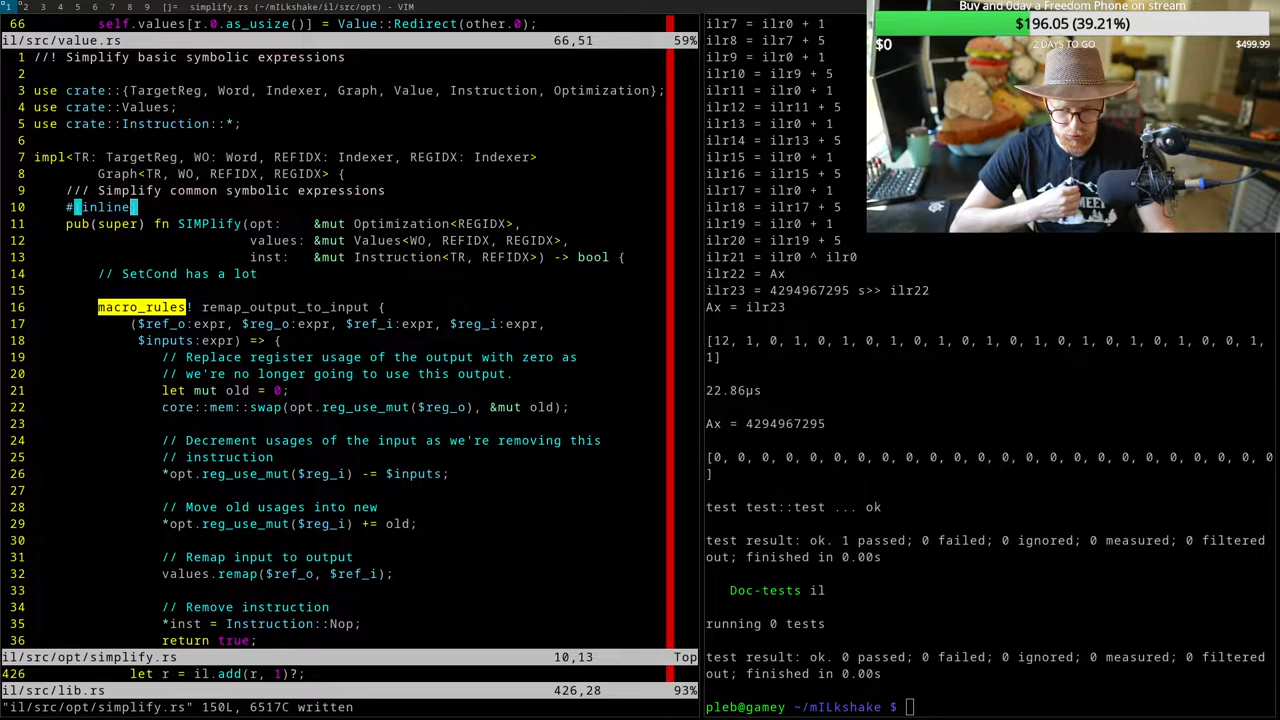 1 2 3 4 5 6 7 8 9 []= simplify.rs (~/mILkshake/il/src/opt) - VIM
66         self.values[r.0.as_usize()] = Value::Redirect(other.0);
il/src/value.rs 66,51 59%
1 //! Simplify basic symbolic expressions
2
3 use crate::{TargetReg, Word, Indexer, Graph, Value, Instruction, Optimization};
4 use crate::Values;
5 use crate::Instruction::*;
6
7 impl<TR: TargetReg, WO: Word, REFIDX: Indexer, REGIDX: Indexer>
8         Graph<TR, WO, REFIDX, REGIDX> {
9     /// Simplify common symbolic expressions
10     #[inline]
11     pub(super) fn SIMPlify(opt:    &mut Optimization<REGIDX>,
12                            values: &mut Values<WO, REFIDX, REGIDX>,
13                            inst:   &mut Instruction<TR, REFIDX>) -> bool {
14         // SetCond has a lot
15
16         macro_rules! remap_output_to_input {
17             ($ref_o:expr, $reg_o:expr, $ref_i:expr, $reg_i:expr,
18              $inputs:expr) => {
19                 // Replace register usage of the output with zero as
20                 // we're no longer going to use this output.
21                 let mut old = 0;
22                 core::mem::swap(opt.reg_use_mut($reg_o), &mut old);
23
24                 // Decrement usages of the input as we're removing this
25                 // instruction
26                 *opt.reg_use_mut($reg_i) -= $inputs;
27
28                 // Move old usages into new
29                 *opt.reg_use_mut($reg_i) += old;
30
31                 // Remap input to output
32                 values.remap($ref_o, $ref_i);
33
34                 // Remove instruction
35                 *inst = Instruction::Nop;
36                 return true;
il/src/opt/simplify.rs 10,13 Top
426             let r = il.add(r, 1)?;
il/src/lib.rs 426,28 93%
"il/src/opt/simplify.rs" 150L, 6517C written
ilr7 = ilr0 + 1
ilr8 = ilr7 + 5
ilr9 = ilr0 + 1
ilr10 = ilr9 + 5
ilr11 = ilr0 + 1
ilr12 = ilr11 + 5
ilr13 = ilr0 + 1
ilr14 = ilr13 + 5
ilr15 = ilr0 + 1
ilr16 = ilr15 + 5
ilr17 = ilr0 + 1
ilr18 = ilr17 + 5
ilr19 = ilr0 + 1
ilr20 = ilr19 + 5
ilr21 = ilr0 ^ ilr0
ilr22 = Ax
ilr23 = 4294967295 s>> ilr22
Ax = ilr23
[12, 1, 0, 1, 0, 1, 0, 1, 0, 1, 0, 1, 0, 1, 0, 1, 0, 1, 0, 1, 0, 0, 1,
1]
22.86µs
Ax = 4294967295
[0, 0, 0, 0, 0, 0, 0, 0, 0, 0, 0, 0, 0, 0, 0, 0, 0, 0, 0, 0, 0, 0, 0, 0
]
test test::test ... ok
test result: ok. 1 passed; 0 failed; 0 ignored; 0 measured; 0 filtered
out; finished in 0.00s
Doc-tests il
running 0 tests
test result: ok. 0 passed; 0 failed; 0 ignored; 0 measured; 0 filtered
out; finished in 0.00s
pleb@gamey ~/mILkshake $
Buy and 0day a Freedom Phone on stream
$196.05 (39.21%)
$0 2 DAYS TO GO $499.99